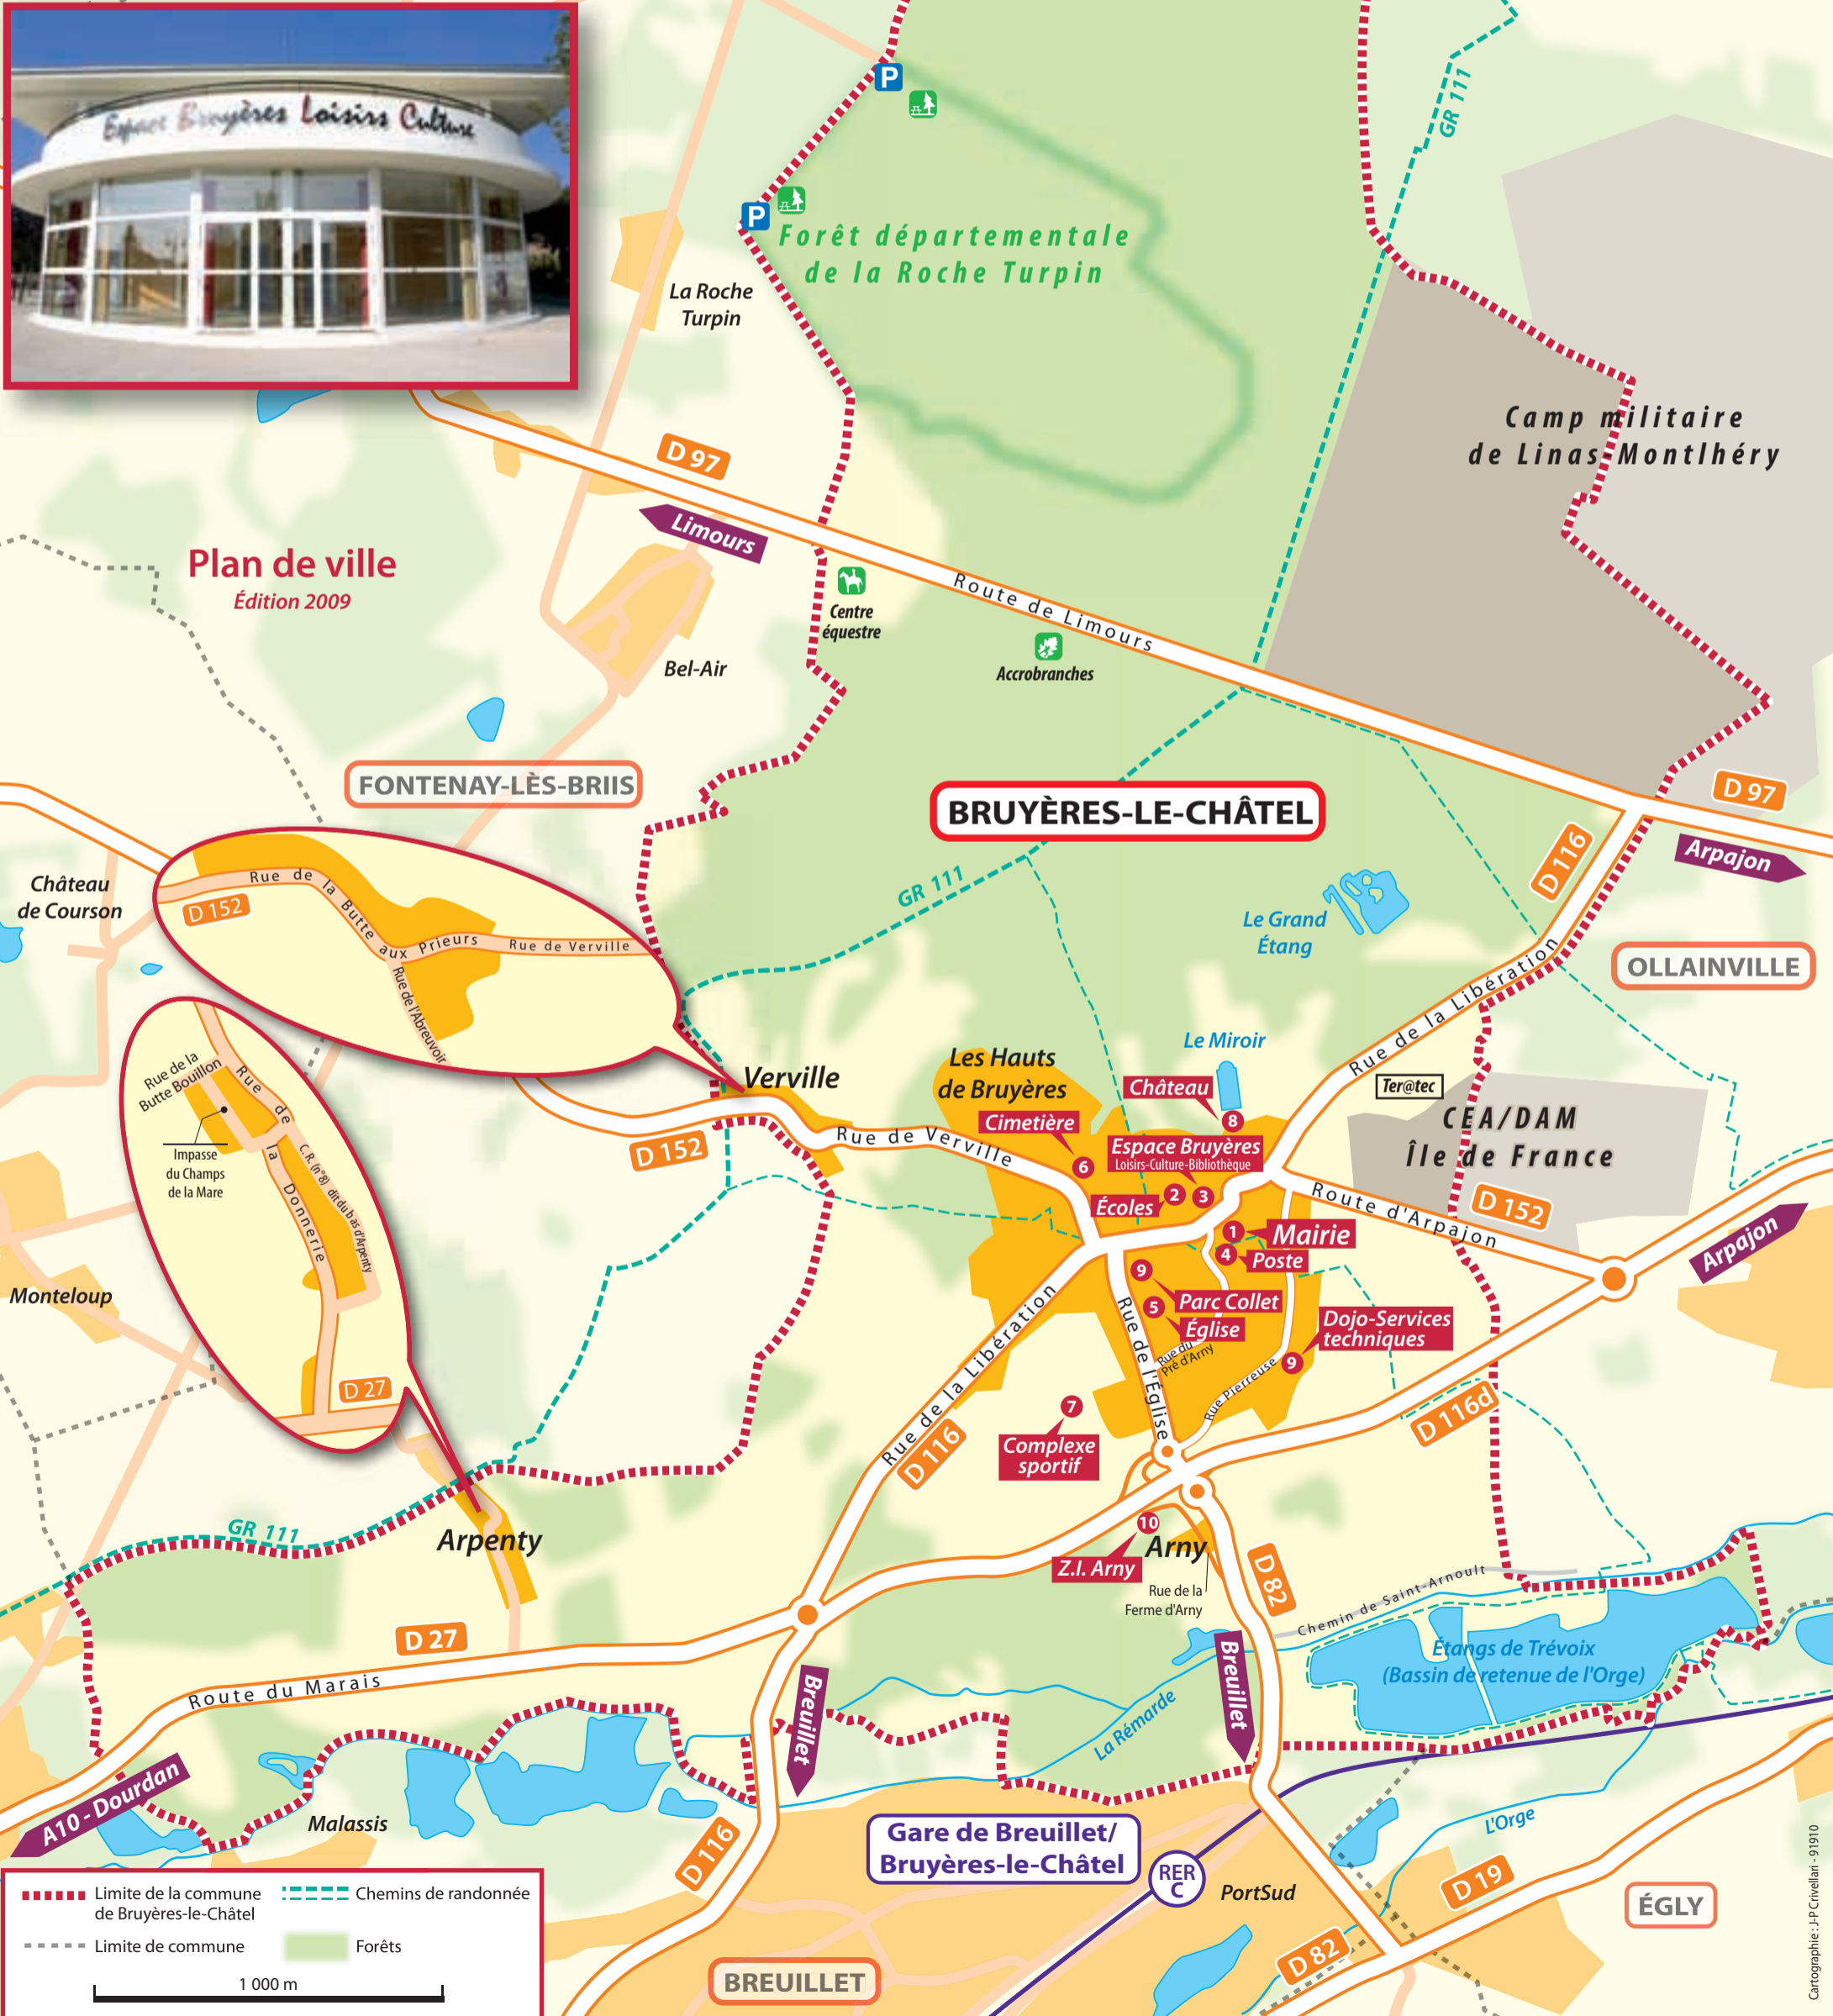 Espace Bruyères Loisirs Culture
P
GR 111
P
Forêt départementale
de la Roche Turpin
La Roche
Turpin
Camp militaire
de Linas-Montlhéry
D 97
Limours
Plan de ville
Édition 2009
Route de Limours
Centre
équestre
Accrobranches
Bel-Air
FONTENAY-LÈS-BRIIS
BRUYÈRES-LE-CHÂTEL
D 97
Arpajon
D 116
Château
de Courson
Rue de la Butte aux Prieurs
D 152
Rue de Verville
Rue de l'Abreuvoir
GR 111
Le Grand
Étang
OLLAINVILLE
Rue de la Libération
Le Miroir
Les Hauts
de Bruyères
Verville
Ter@tec
CEA/DAM
Île de France
Château
8
Cimetière
6
Espace Bruyères
Loisirs-Culture-Bibliothèque
Rue de la
Butte Bouillon
Rue de la Donnerie
C.R. (n°8) dit du bas d'Arpenty
Impasse
du Champs
de la Mare
D 152
Rue de Verville
Écoles
2
3
Route d'Arpajon
D 152
1
Mairie
4
Poste
Arpajon
9
Parc Collet
5
Église
Monteloup
Dojo-Services
techniques
9
Rue de l'Église
Rue du
Pré d'Arny
Rue Pierreuse
D 27
Rue de la Libération
D 116
7
Complexe
sportif
D 116d
GR 111
Arpenty
10
Arny
Z.I. Arny
Rue de la
Ferme d'Arny
D 82
Chemin de Saint-Arnoult
D 27
Route du Marais
Étangs de Trévoix
(Bassin de retenue de l'Orge)
Breuillet
Breuillet
La Rémarde
A10 - Dourdan
Malassis
D 116
Gare de Breuillet/
Bruyères-le-Châtel
RER
C
PortSud
L'Orge
D 19
ÉGLY
D 82
BREUILLET
Limite de la commune
de Bruyères-le-Châtel
Chemins de randonnée
Limite de commune
Forêts
1 000 m
Cartographie : J-P Crivellari - 91910